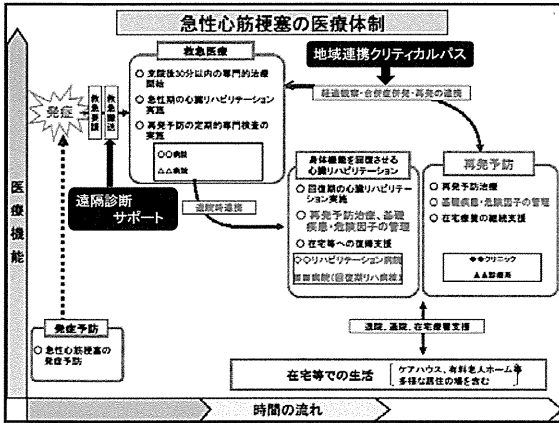 急性心筋梗塞の医療体制
救急医療
地域連携クリティカルパス
○ 来院後30分以内の専門的治療
開始
○ 急性期の心臓リハビリテーション
実施
○ 再発予防の定期的専門検査の
実施
○○病院
△△病院
経過観察・合併症併発・再発の連携
発症
救急要請
救急搬送
遠隔診断
サポート
退院時連携
身体機能を回復させる
心臓リハビリテーション
○ 回復期の心臓リハビリテー
ション実施
○ 再発予防治療、基礎
疾患・危険因子の管理
○ 在宅等への復帰支援
◇◇リハビリテーション病院
□□病院(回復期リハ病棟)
再発予防
○ 再発予防治療
○ 基礎疾患・危険因子の管理
○ 在宅療養の継続支援
◆◆クリニック
▲▲診療所
医療機能
発症予防
○ 急性心筋梗塞の
発症予防
退院、通院、在宅療養支援
在宅等での生活
ケアハウス、有料老人ホーム等
多様な居住の場を含む
時間の流れ